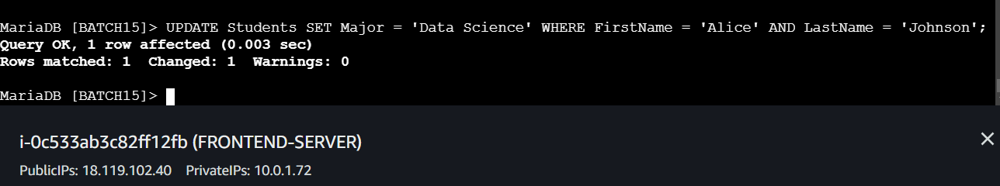 MariaDB [BATCH15]> UPDATE Students SET Major = 'Data Science' WHERE FirstName = 'Alice' AND LastName = 'Johnson';
Query OK, 1 row affected (0.003 sec)
Rows matched: 1  Changed: 1  Warnings: 0
MariaDB [BATCH15]>
i-0c533ab3c82ff12fb (FRONTEND-SERVER)
PublicIPs: 18.119.102.40   PrivateIPs: 10.0.1.72